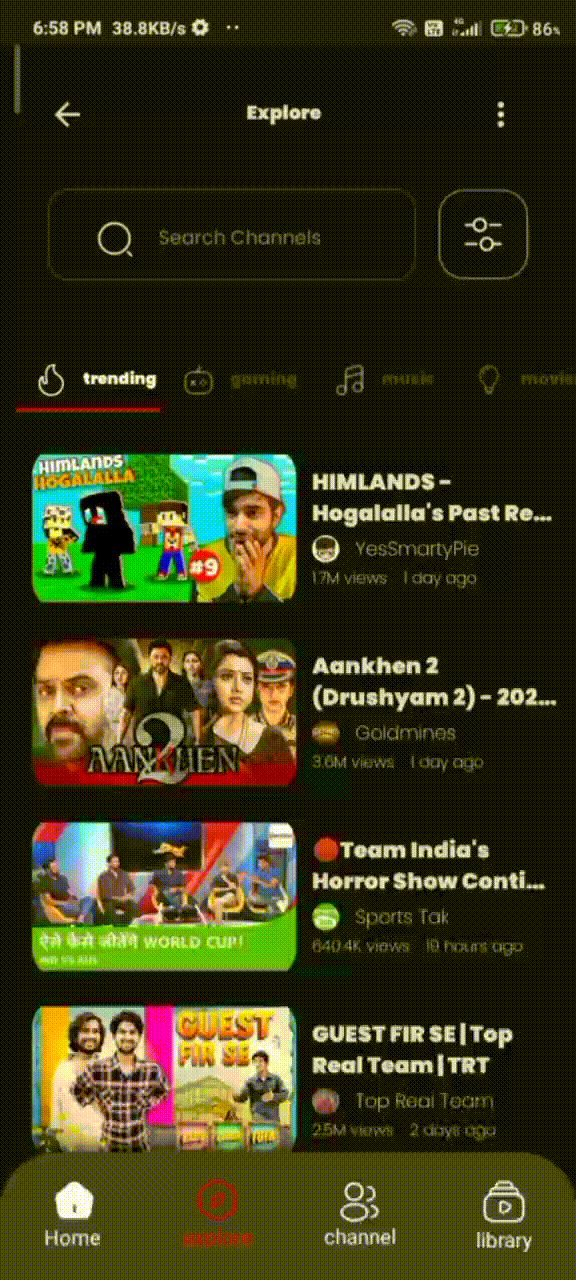 6:58 PM 38.8KB/s
4G
86%
Explore
Search Channels
trending
gaming
music
movies
HIMLANDS
HOGALALLA
#9
HIMLANDS -
Hogalalla's Past Re...
YesSmartyPie
1.7M views 1 day ago
2
AANKHEN
Aankhen 2
(Drushyam 2) - 202...
Goldmines
3.6M views 1 day ago
ऐसे कैसे जीतेंगे WORLD CUP!
IND VS AUS
🔴Team India's
Horror Show Conti...
Sports Tak
640.4K views 19 hours ago
GUEST
FIR SE
GUEST FIR SE | Top
Real Team | TRT
Top Real Team
2.5M views 2 days ago
Home
explore
channel
library